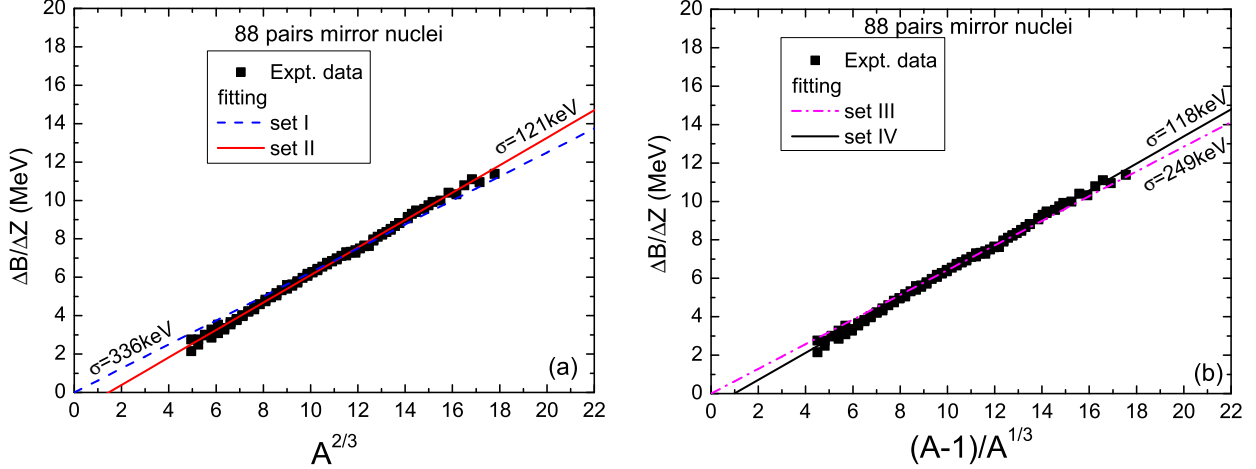 88 pairs mirror nuclei
Expt. data
fitting
set I
set II
σ=121keV
σ=336keV
(a)
ΔB/ΔZ (MeV)
20
18
16
14
12
10
8
6
4
2
0
0 2 4 6 8 10 12 14 16 18 20 22
A^{2/3}
88 pairs mirror nuclei
Expt. data
fitting
set III
set IV
σ=118keV
σ=249keV
(b)
ΔB/ΔZ (MeV)
20
18
16
14
12
10
8
6
4
2
0
0 2 4 6 8 10 12 14 16 18 20 22
(A-1)/A^{1/3}